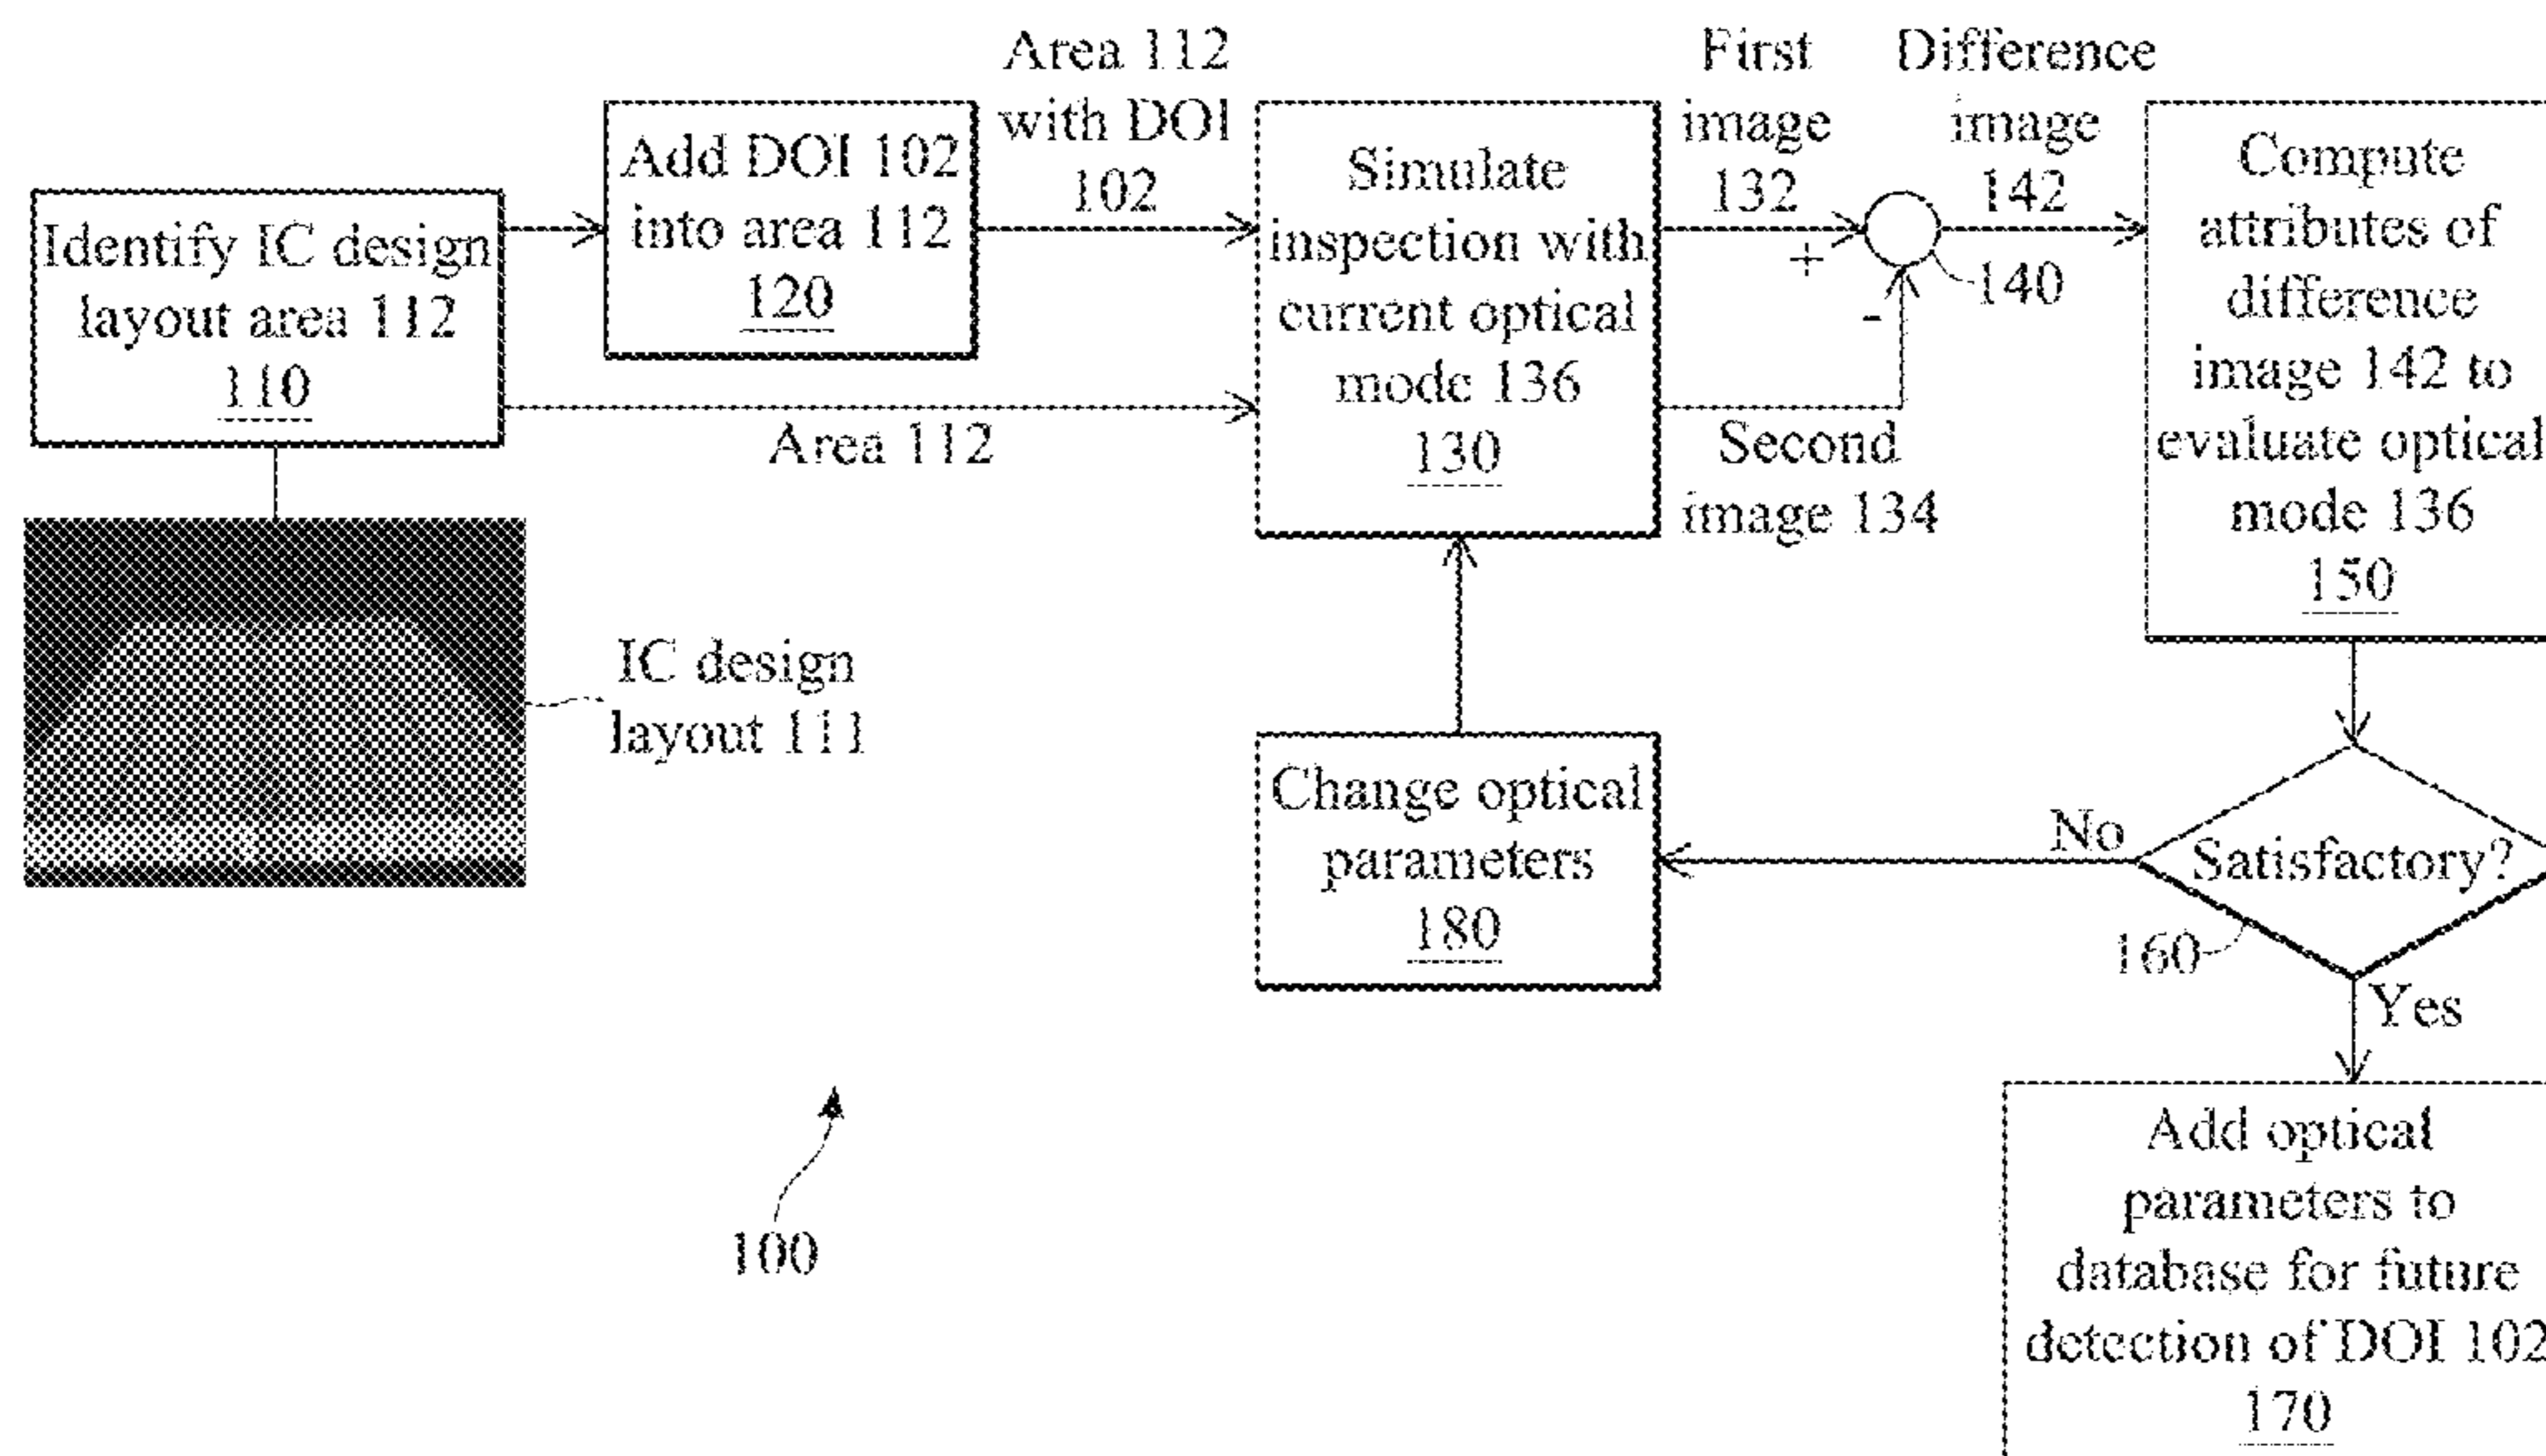 Identify IC design
layout area 112
110
Add DOI 102
into area 112
120
Area 112
with DOI
102
Area 112
Simulate
inspection with
current optical
mode 136
130
First
image
132
+
Second
image 134
-
140
Difference
image
142
Compute
attributes of
difference
image 142 to
evaluate optical
mode 136
150
IC design
layout 111
Change optical
parameters
180
No
Satisfactory?
160
Yes
Add optical
parameters to
database for future
detection of DOI 102
170
100